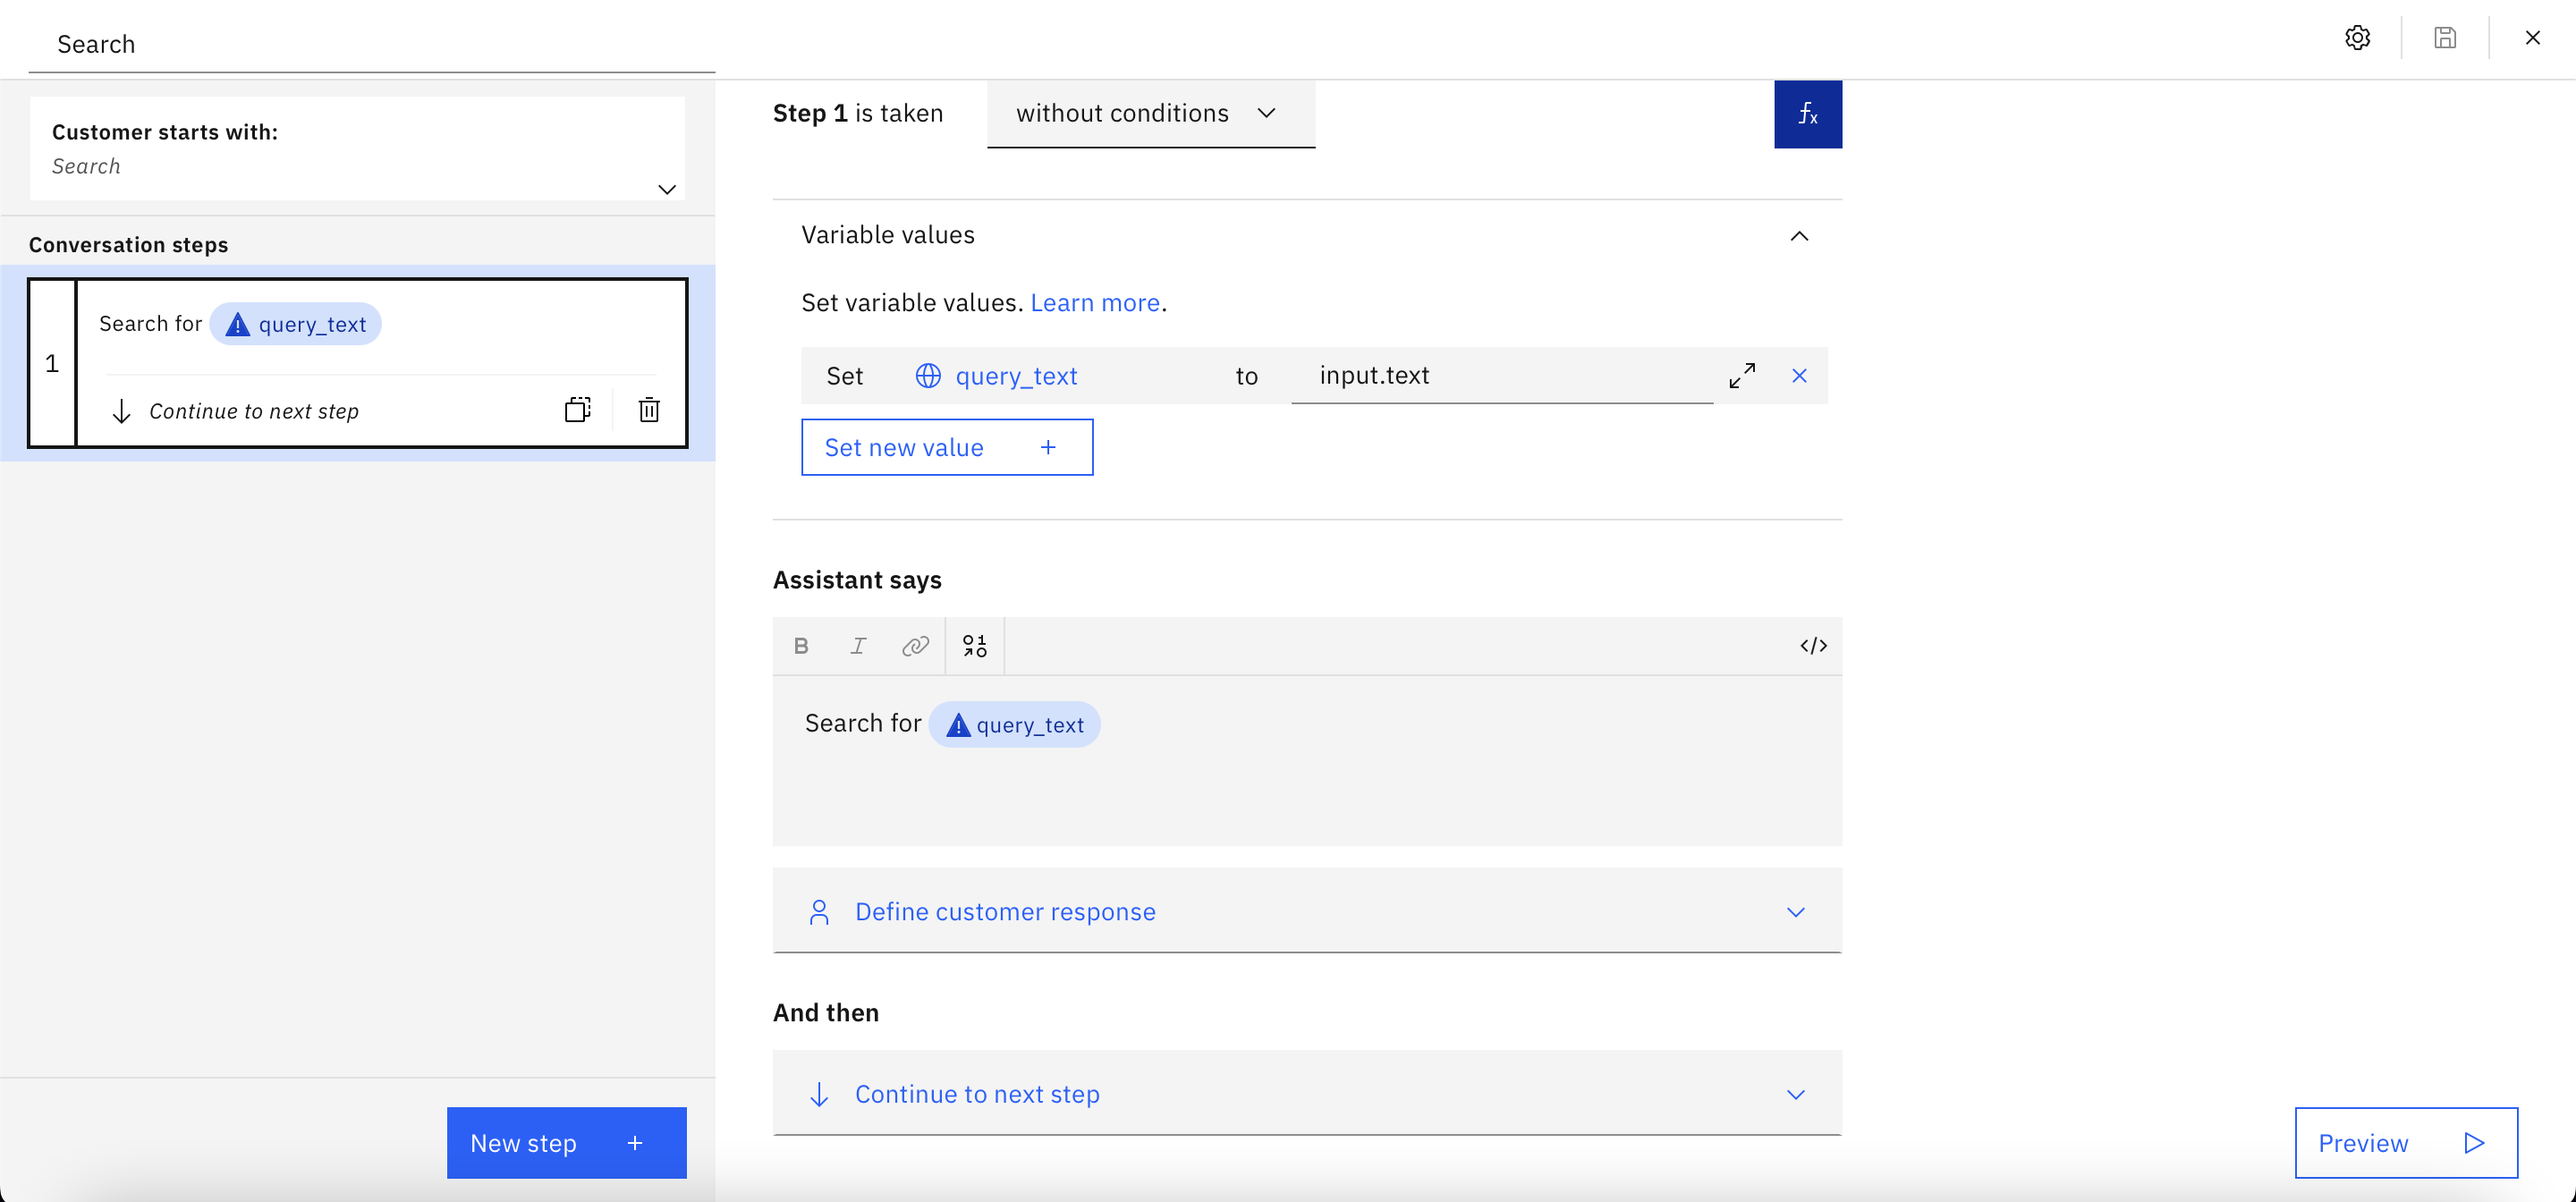 Search
Customer starts with:
Search
Conversation steps
1
Search for query_text
Continue to next step
New step
Step 1 is taken without conditions
fx
Variable values
Set variable values. Learn more.
Set query_text to input.text
Set new value +
Assistant says
B I
Search for query_text
Define customer response
And then
Continue to next step
Preview